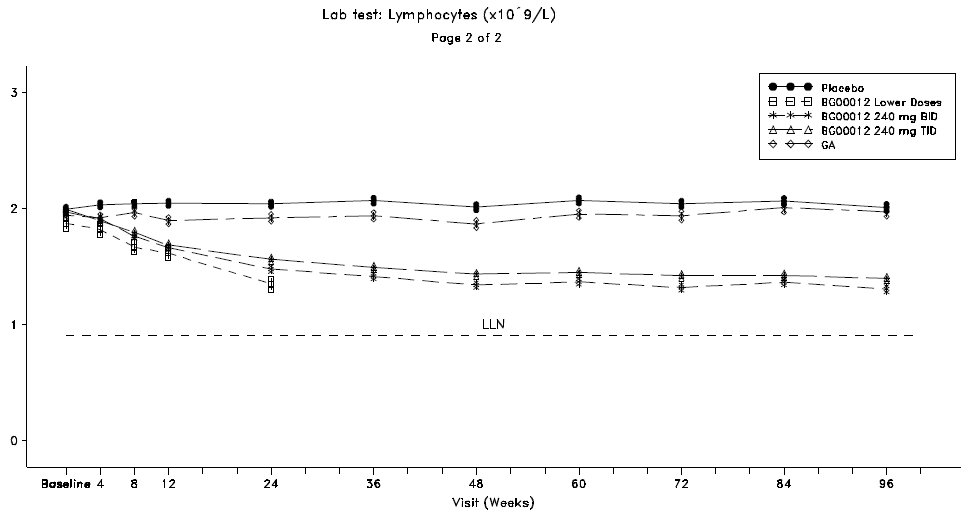 Lab test: Lymphocytes (x10^9/L)
Page 2 of 2
3
Placebo
BG00012 Lower Doses
BG00012 240 mg BID
BG00012 240 mg TID
GA
2
1
LLN
0
Baseline 4 8 12 24 36 48 60 72 84 96
Visit (Weeks)